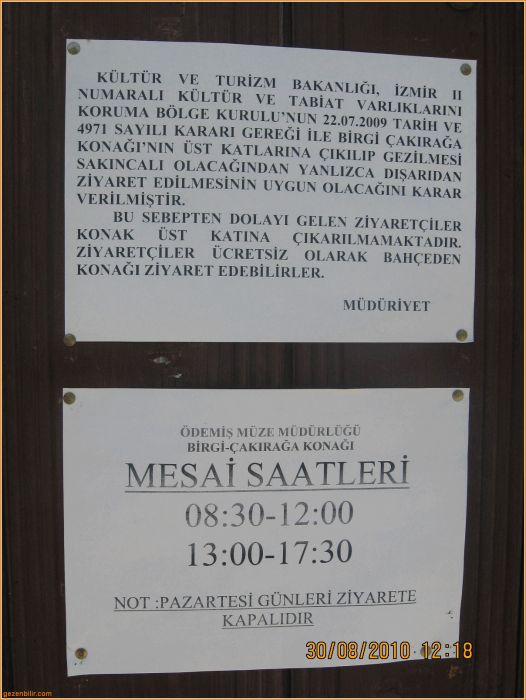 KÜLTÜR VE TURİZM BAKANLIĞI, İZMİR II
NUMARALI KÜLTÜR VE TABİAT VARLIKLARINI
KORUMA BÖLGE KURULU'NUN 22.07.2009 TARİH VE
4971 SAYILI KARARI GEREĞİ İLE BİRGİ ÇAKIRAĞA
KONAĞI'NIN ÜST KATLARINA ÇIKILIP GEZİLMESİ
SAKINCALI OLACAĞINDAN YANLIZCA DIŞARIDAN
ZİYARET EDİLMESİNİN UYGUN OLACAĞINI KARAR
VERİLMİŞTİR.
BU SEBEPTEN DOLAYI GELEN ZİYARETÇİLER
KONAK ÜST KATINA ÇIKARILMAMAKTADIR.
ZİYARETÇİLER ÜCRETSİZ OLARAK BAHÇEDEN
KONAĞI ZİYARET EDEBİLİRLER.
MÜDÜRİYET
ÖDEMİŞ MÜZE MÜDÜRLÜĞÜ
BİRGİ-ÇAKIRAĞA KONAĞI
MESAİ SAATLERİ
08:30-12:00
13:00-17:30
NOT :PAZARTESİ GÜNLERİ ZİYARETE
KAPALIDIR
30/08/2010 12:18
gezenbilir.com